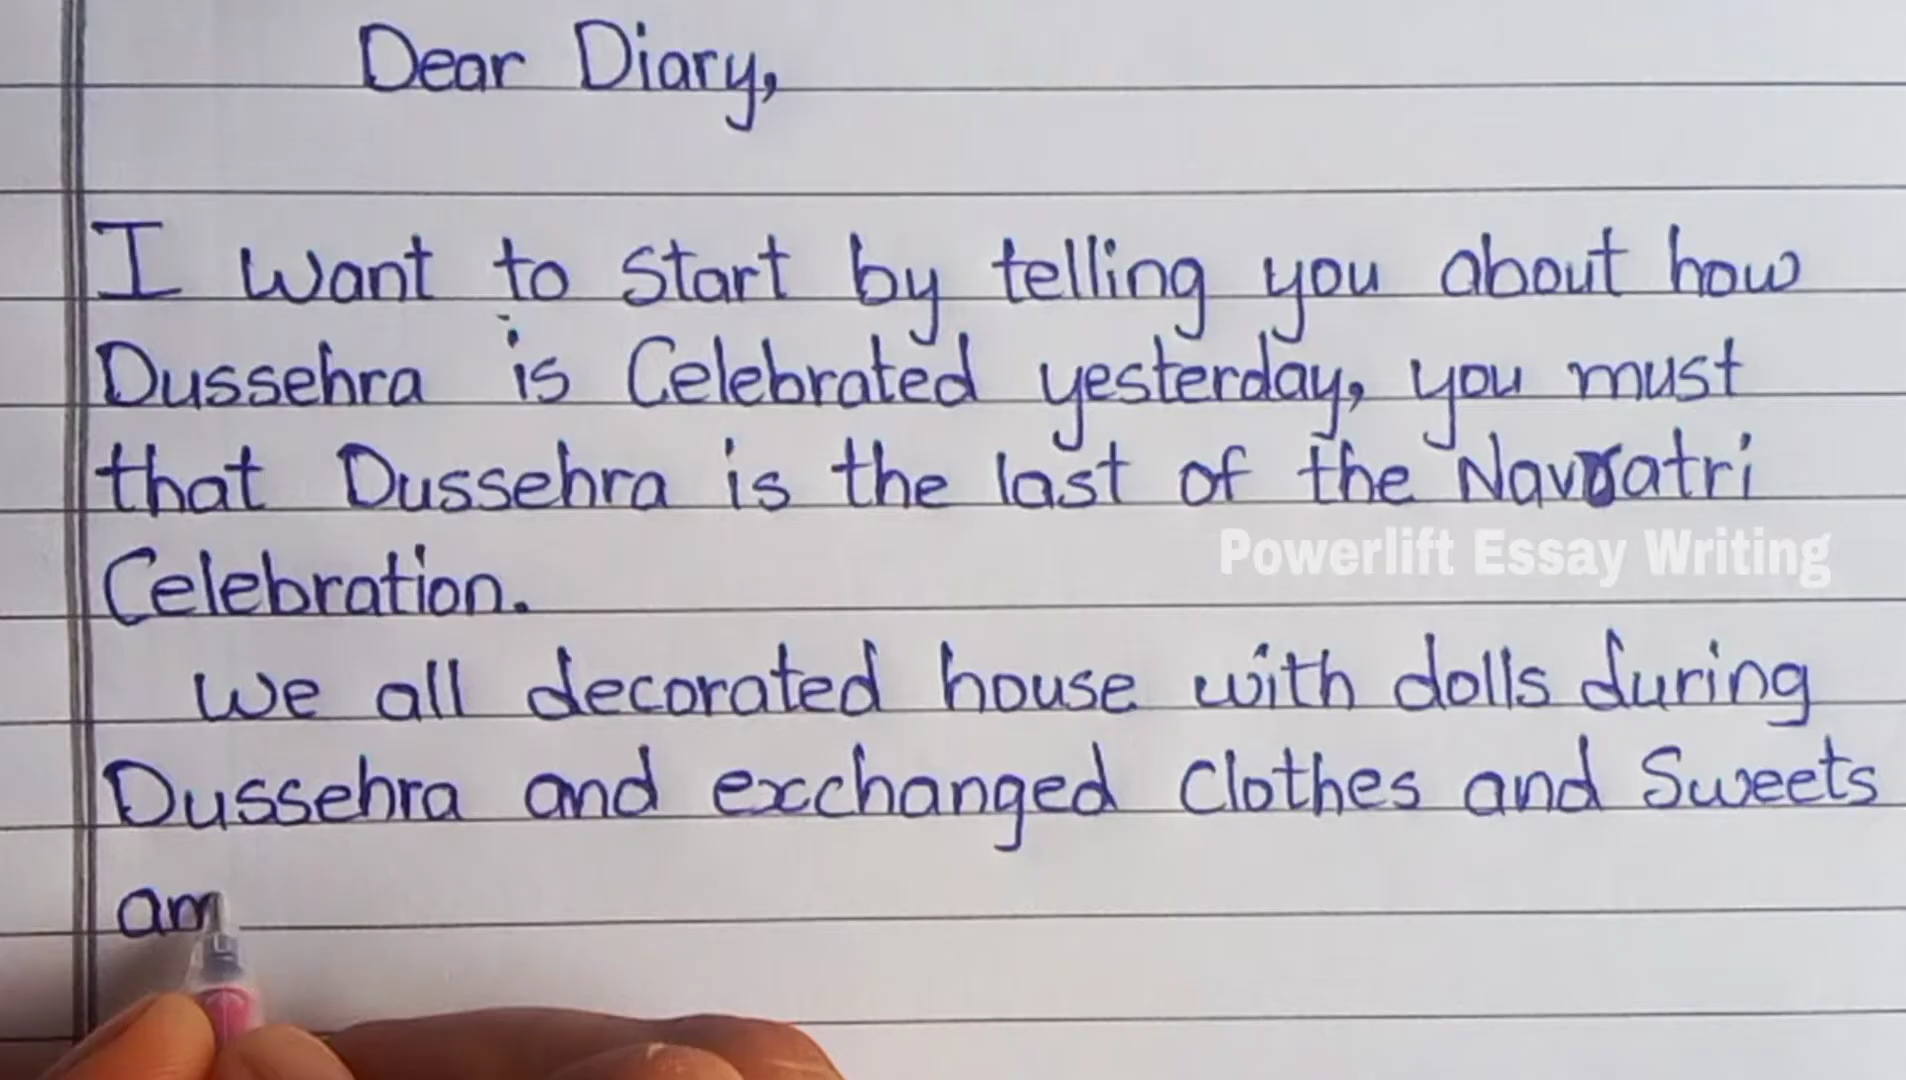 Dear Diary,
I want to start by telling you about how
Dussehra is Celebrated yesterday, you must
that Dussehra is the last of the Navratri
Powerlift Essay Writing
Celebration.
We all decorated house with dolls during
Dussehra and exchanged clothes and Sweets
am